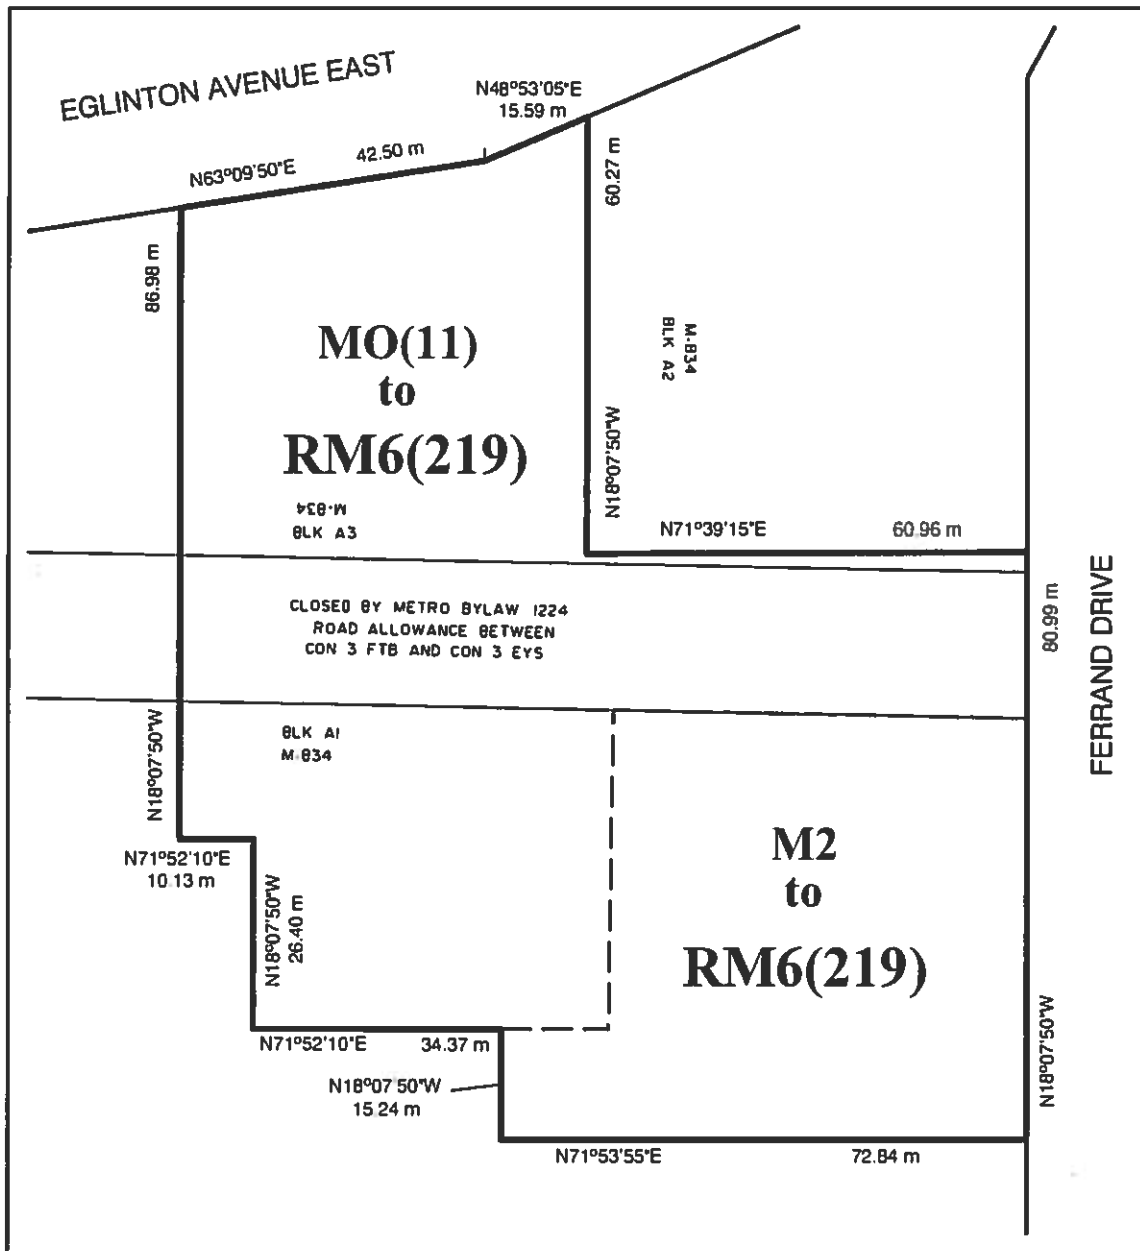 EGLINTON AVENUE EAST
N48°53'05"E
15.59 m
N63°09'50"E
42.50 m
60.27 m
86.98 m
MO(11)
to
RM6(219)
M-834
BLK A2
N18°07'50"W
M-834
BLK A3
N71°39'15"E
60.96 m
CLOSED BY METRO BYLAW 1224
ROAD ALLOWANCE BETWEEN
CON 3 FTB AND CON 3 EYS
80.99 m
FERRAND DRIVE
N18°07'50"W
BLK A1
M-834
N71°52'10"E
10.13 m
N18°07'50"W
26.40 m
M2
to
RM6(219)
N71°52'10"E
34.37 m
N18°07'50"W
15.24 m
N18°07'50"W
N71°53'55"E
72.84 m